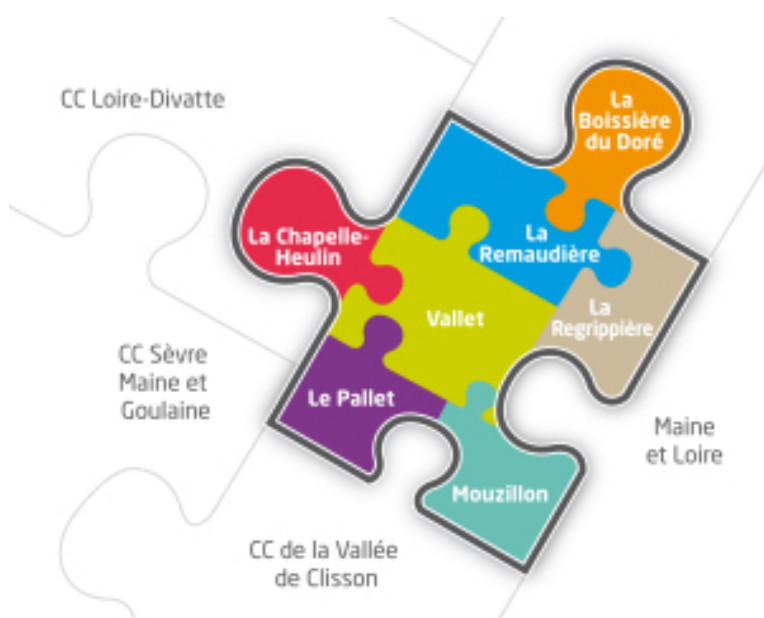 CC Loire-Divatte
La
Boissière
du Doré
La Chapelle-
Heulin
La
Remaudière
Vallet
La
Regrippière
CC Sèvre
Maine et
Goulaine
Le Pallet
Maine
et Loire
Mouzillon
CC de la Vallée
de Clisson